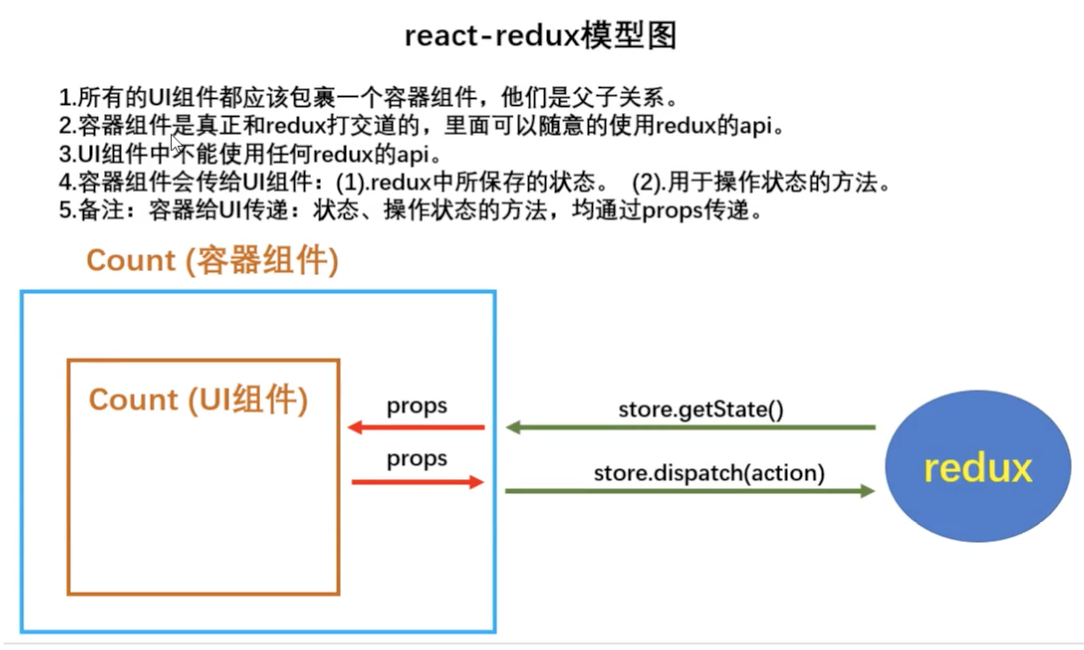 react-redux模型图
1.所有的UI组件都应该包裹一个容器组件，他们是父子关系。
2.容器组件是真正和redux打交道的，里面可以随意的使用redux的api。
3.UI组件中不能使用任何redux的api。
4.容器组件会传给UI组件：(1).redux中所保存的状态。 (2).用于操作状态的方法。
5.备注：容器给UI传递：状态、操作状态的方法，均通过props传递。
Count (容器组件)
Count (UI组件)
props
store.getState()
props
store.dispatch(action)
redux